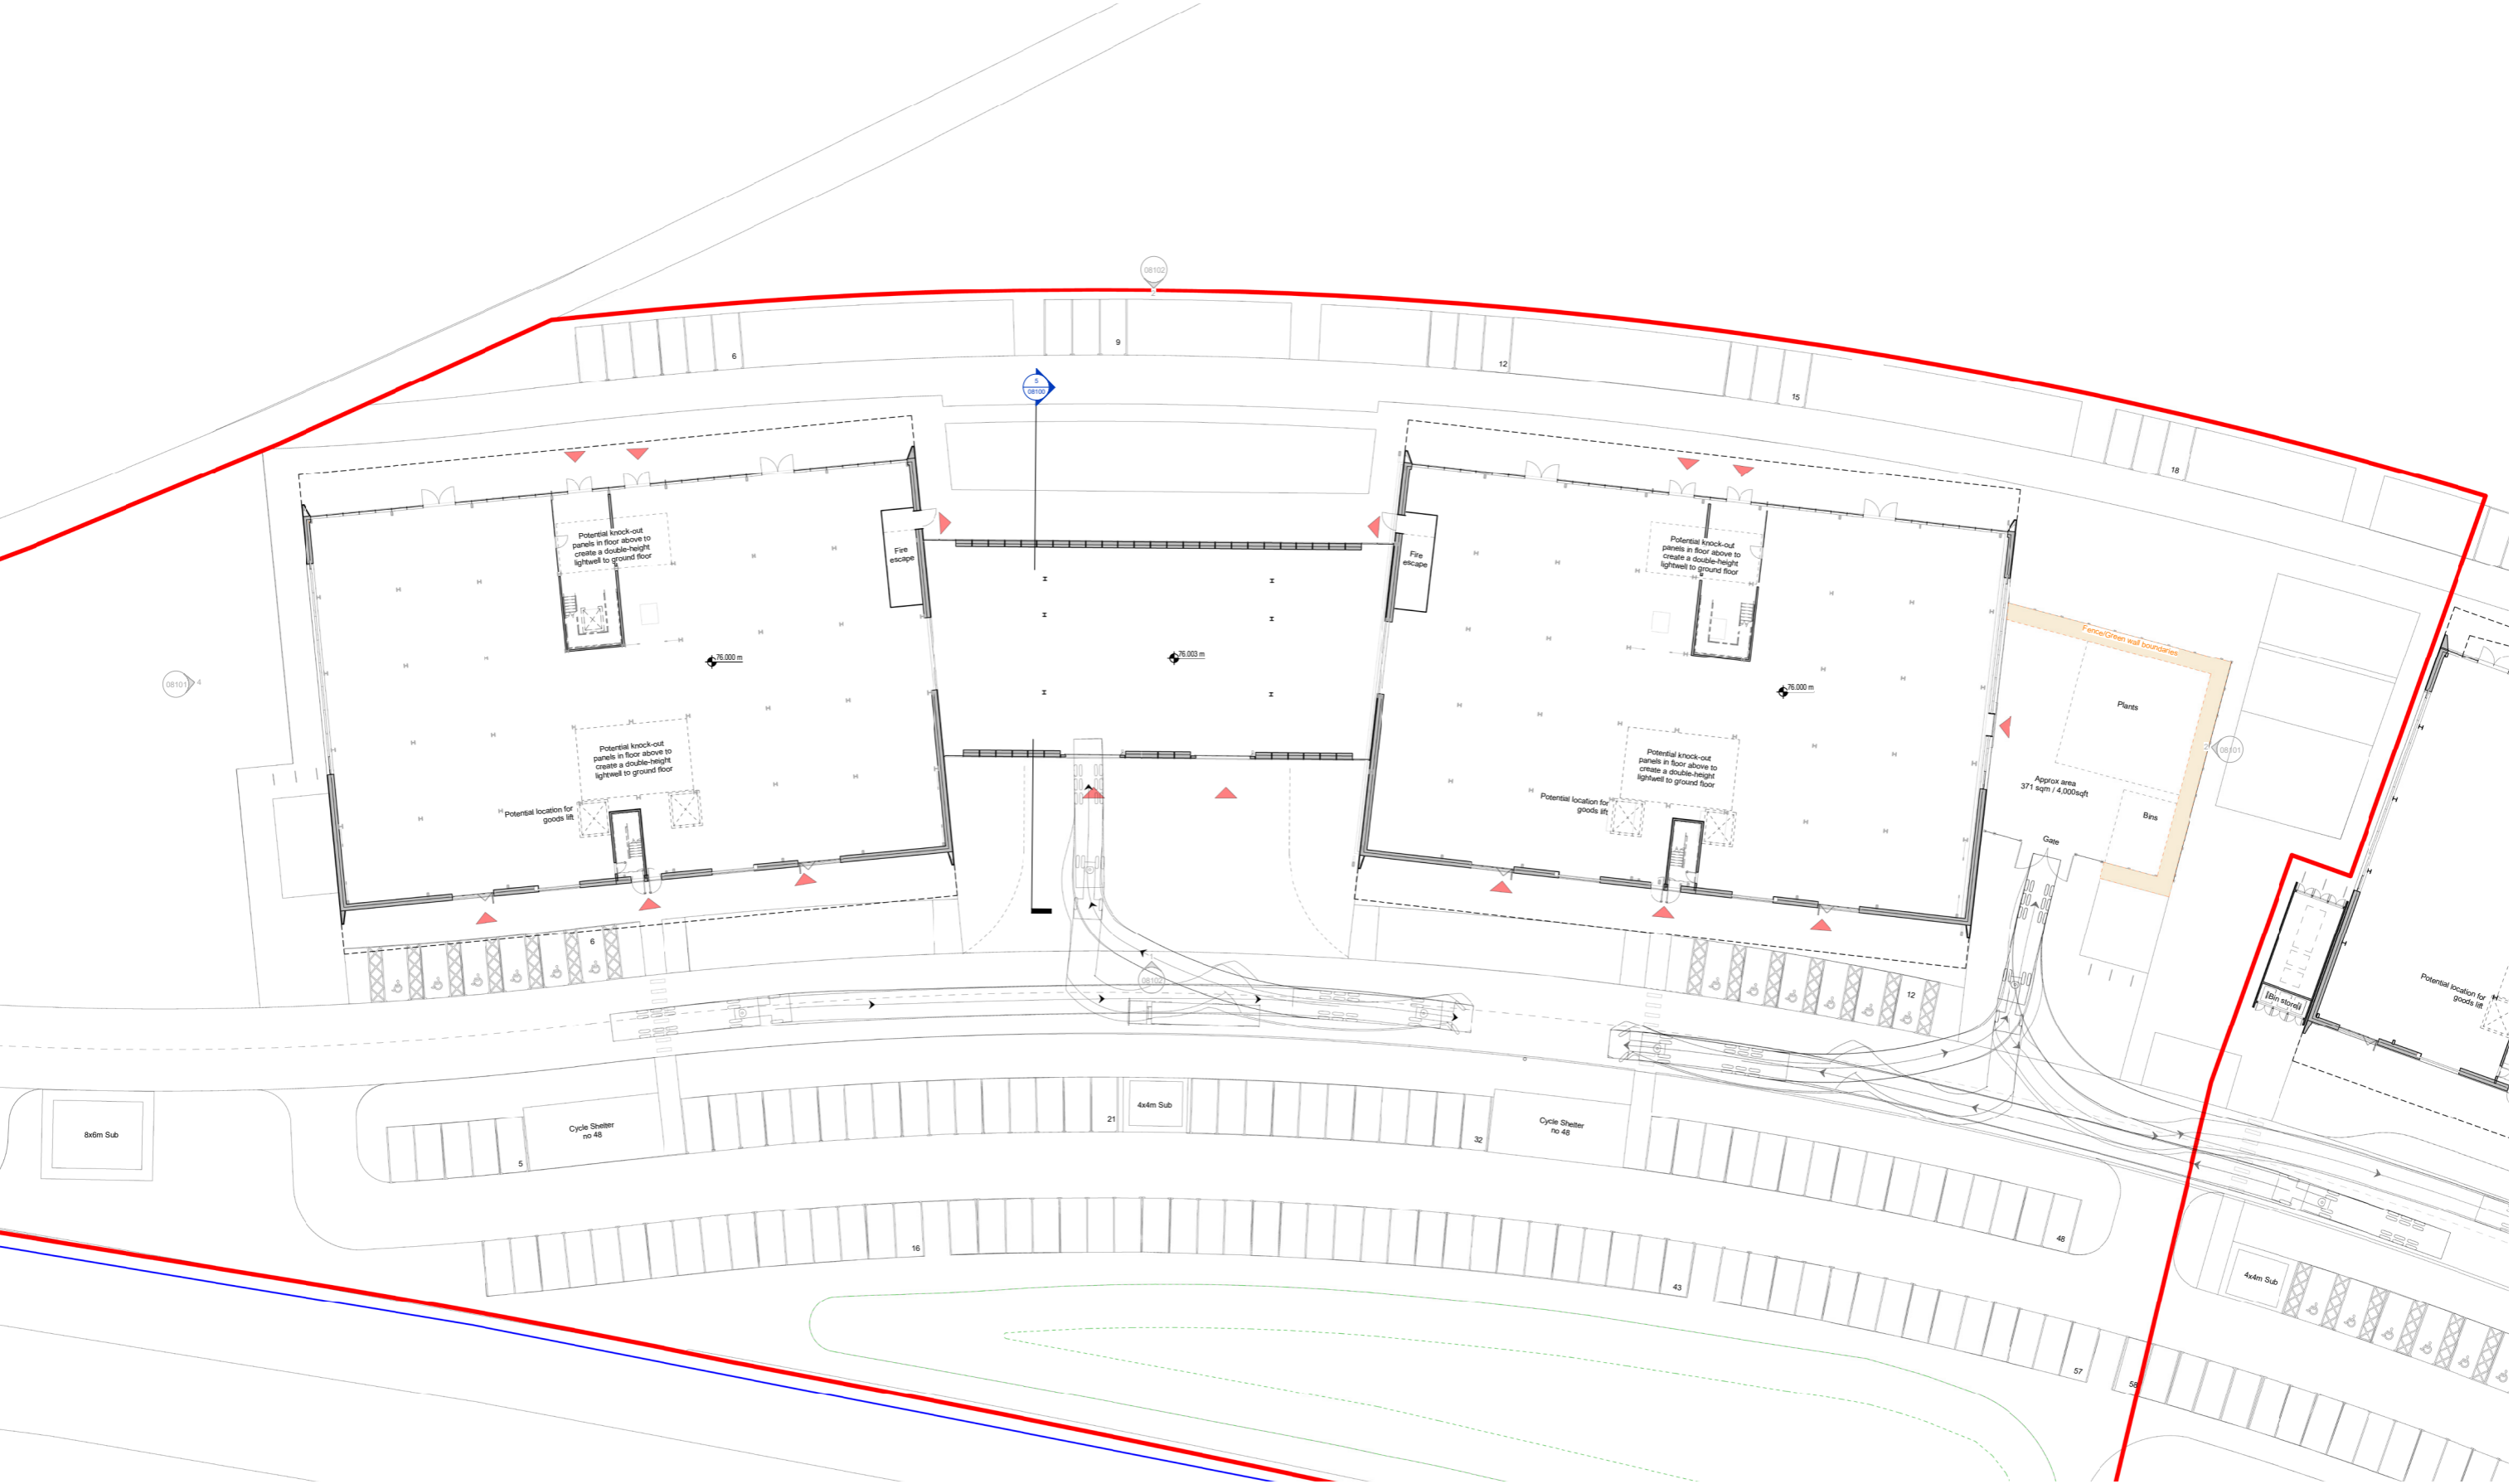 08102
6
9
12
15
18
5
08100
Potential knock-out
panels in floor above to
create a double-height
lightwell to ground floor
Fire
escape
Fire
escape
Potential knock-out
panels in floor above to
create a double-height
lightwell to ground floor
76.000 m
76.003 m
76.000 m
08101
4
Fence/Green wall boundaries
Plants
2
08101
Potential knock-out
panels in floor above to
create a double-height
lightwell to ground floor
Potential knock-out
panels in floor above to
create a double-height
lightwell to ground floor
Approx area
371 sqm / 4,000sqft
Bins
Potential location for
goods lift
Potential location for
goods lift
Gate
6
08102
12
Bin store
Potential location for
goods lift
8x6m Sub
5
Cycle Shelter
no 48
21
4x4m Sub
32
Cycle Shelter
no 48
48
16
43
57
58
4x4m Sub